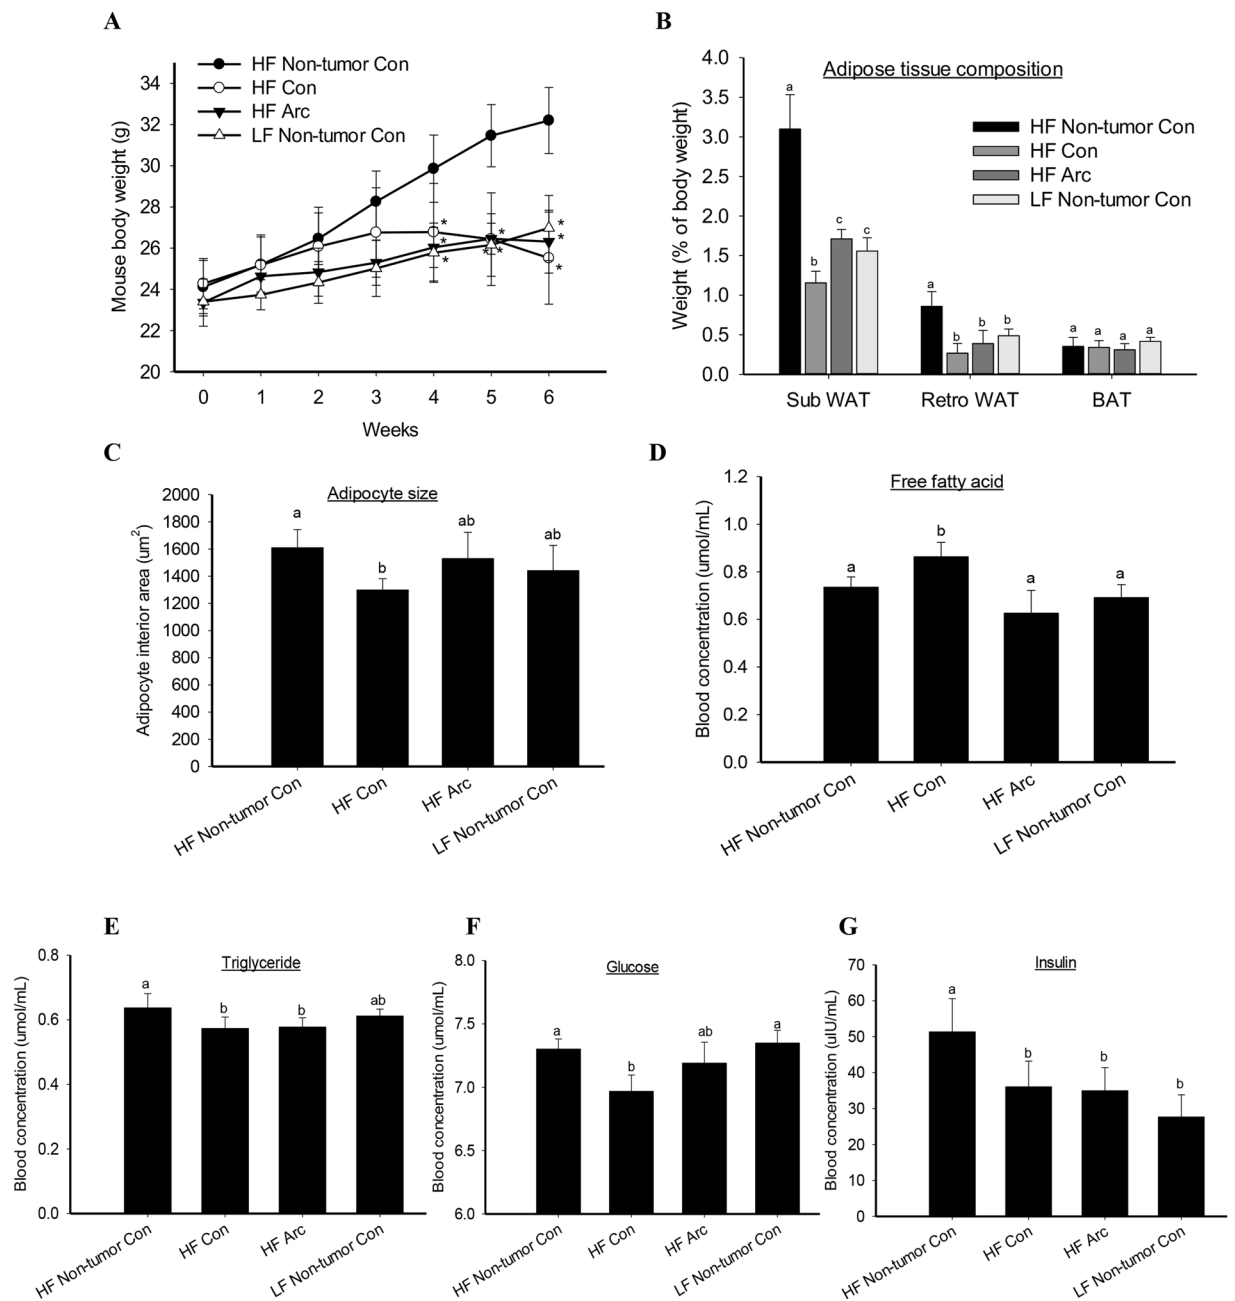 A
HF Non-tumor Con
HF Con
HF Arc
LF Non-tumor Con
34
32
30
28
26
24
22
20
Mouse body weight (g)
* * * * * * * * *
0 1 2 3 4 5 6
Weeks
B
Adipose tissue composition
HF Non-tumor Con
HF Con
HF Arc
LF Non-tumor Con
4.0
3.5
3.0
2.5
2.0
1.5
1.0
0.5
0.0
Weight (% of body weight)
a b c c a b b b a a a a
Sub WAT Retro WAT BAT
C
Adipocyte size
2000
1800
1600
1400
1200
1000
800
600
400
200
0
Adipocyte interior area (um²)
a b ab ab
HF Non-tumor Con
HF Con
HF Arc
LF Non-tumor Con
D
Free fatty acid
1.2
1.0
0.8
0.6
0.4
0.2
0.0
Blood concentration (umol/mL)
a b a a
HF Non-tumor Con
HF Con
HF Arc
LF Non-tumor Con
E
Triglyceride
0.8
0.6
0.4
0.2
0.0
Blood concentration (umol/mL)
a b b ab
HF Non-tumor Con
HF Con
HF Arc
LF Non-tumor Con
F
Glucose
8.0
7.5
7.0
6.5
6.0
Blood concentration (umol/mL)
a b ab a
HF Non-tumor Con
HF Con
HF Arc
LF Non-tumor Con
G
Insulin
70
60
50
40
30
20
10
0
Blood concentration (uIU/mL)
a b b b
HF Non-tumor Con
HF Con
HF Arc
LF Non-tumor Con